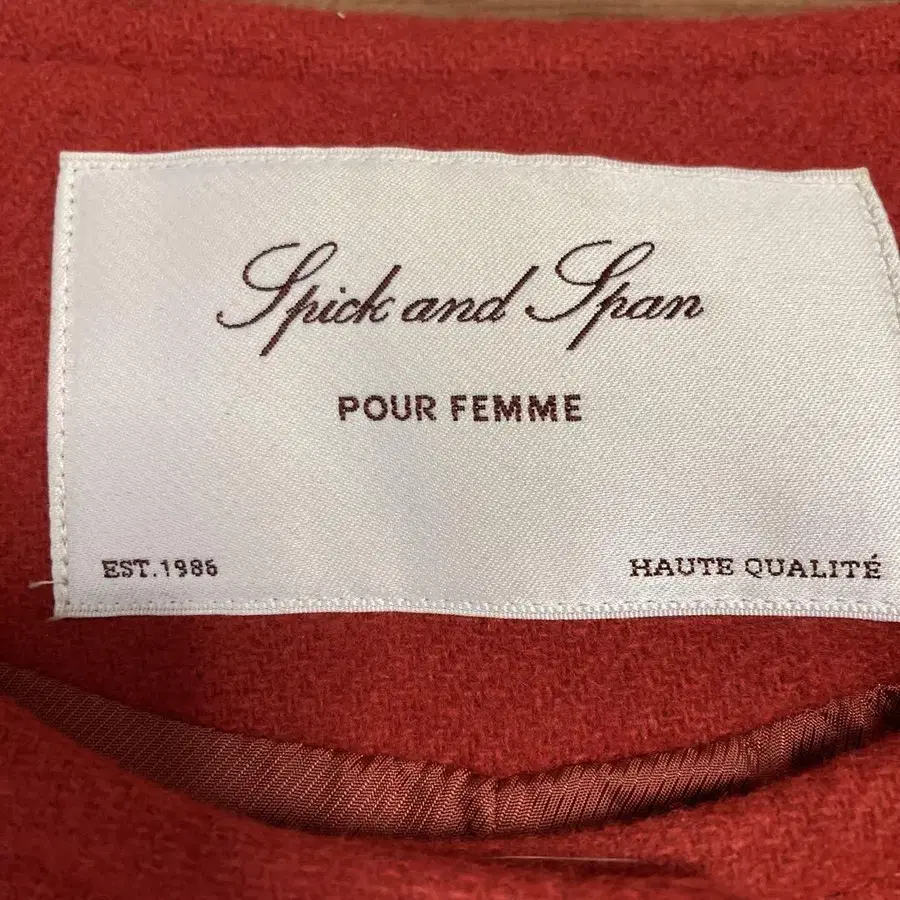 Spick and Span
POUR FEMME
EST.1986
HAUTE QUALITÉ